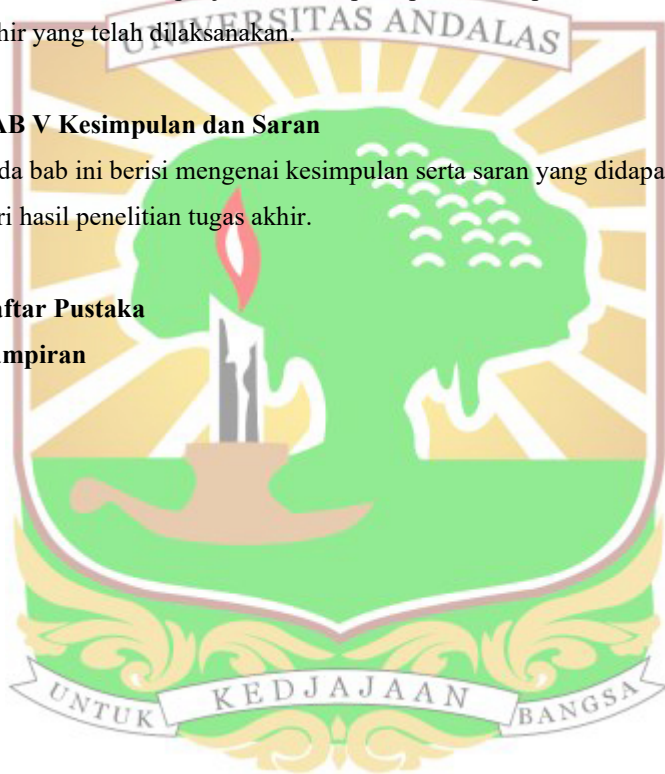 hir yang telah dilaksanakan.
UNIVERSITAS ANDALAS
AB V Kesimpulan dan Saran
da bab ini berisi mengenai kesimpulan serta saran yang didapa
ri hasil penelitian tugas akhir.
aftar Pustaka
mpiran
UNTUK KEDJAJAAN BANGSA